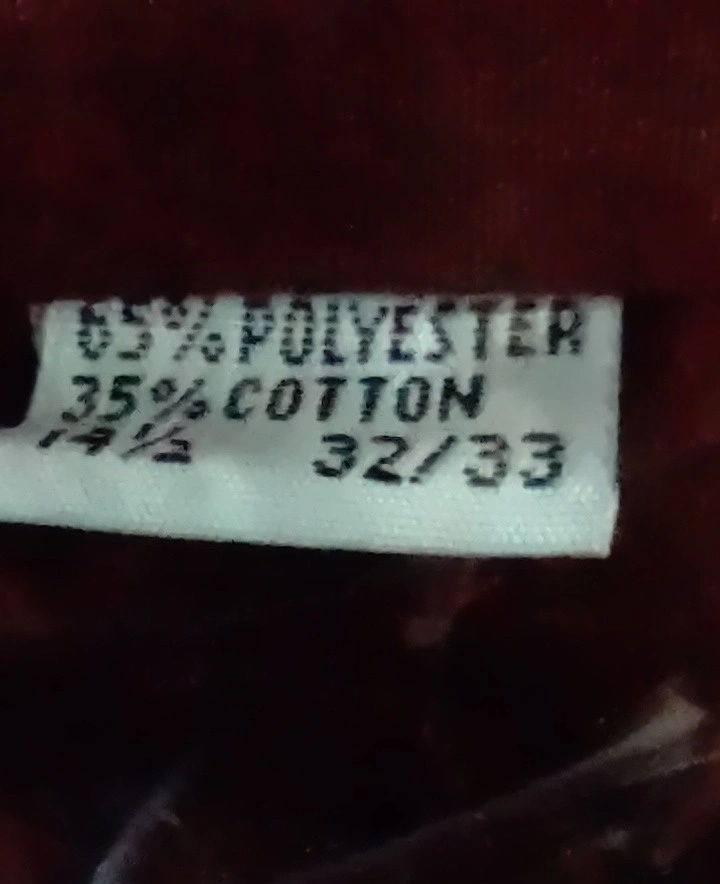 65% POLYESTER
35% COTTON
14½ 32/33